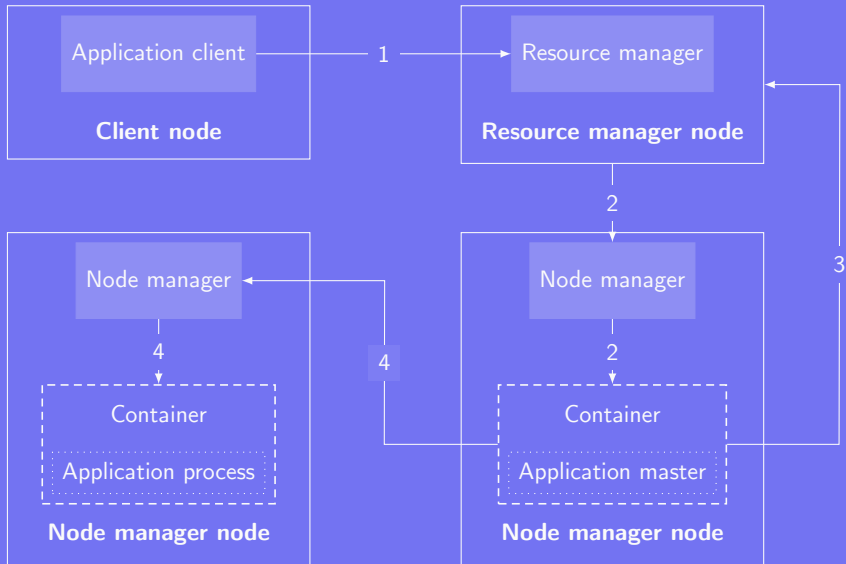 Application client
1
Resource manager
Client node
Resource manager node
2
3
Node manager
Node manager
4
2
4
Container
Container
Application process
Application master
Node manager node
Node manager node